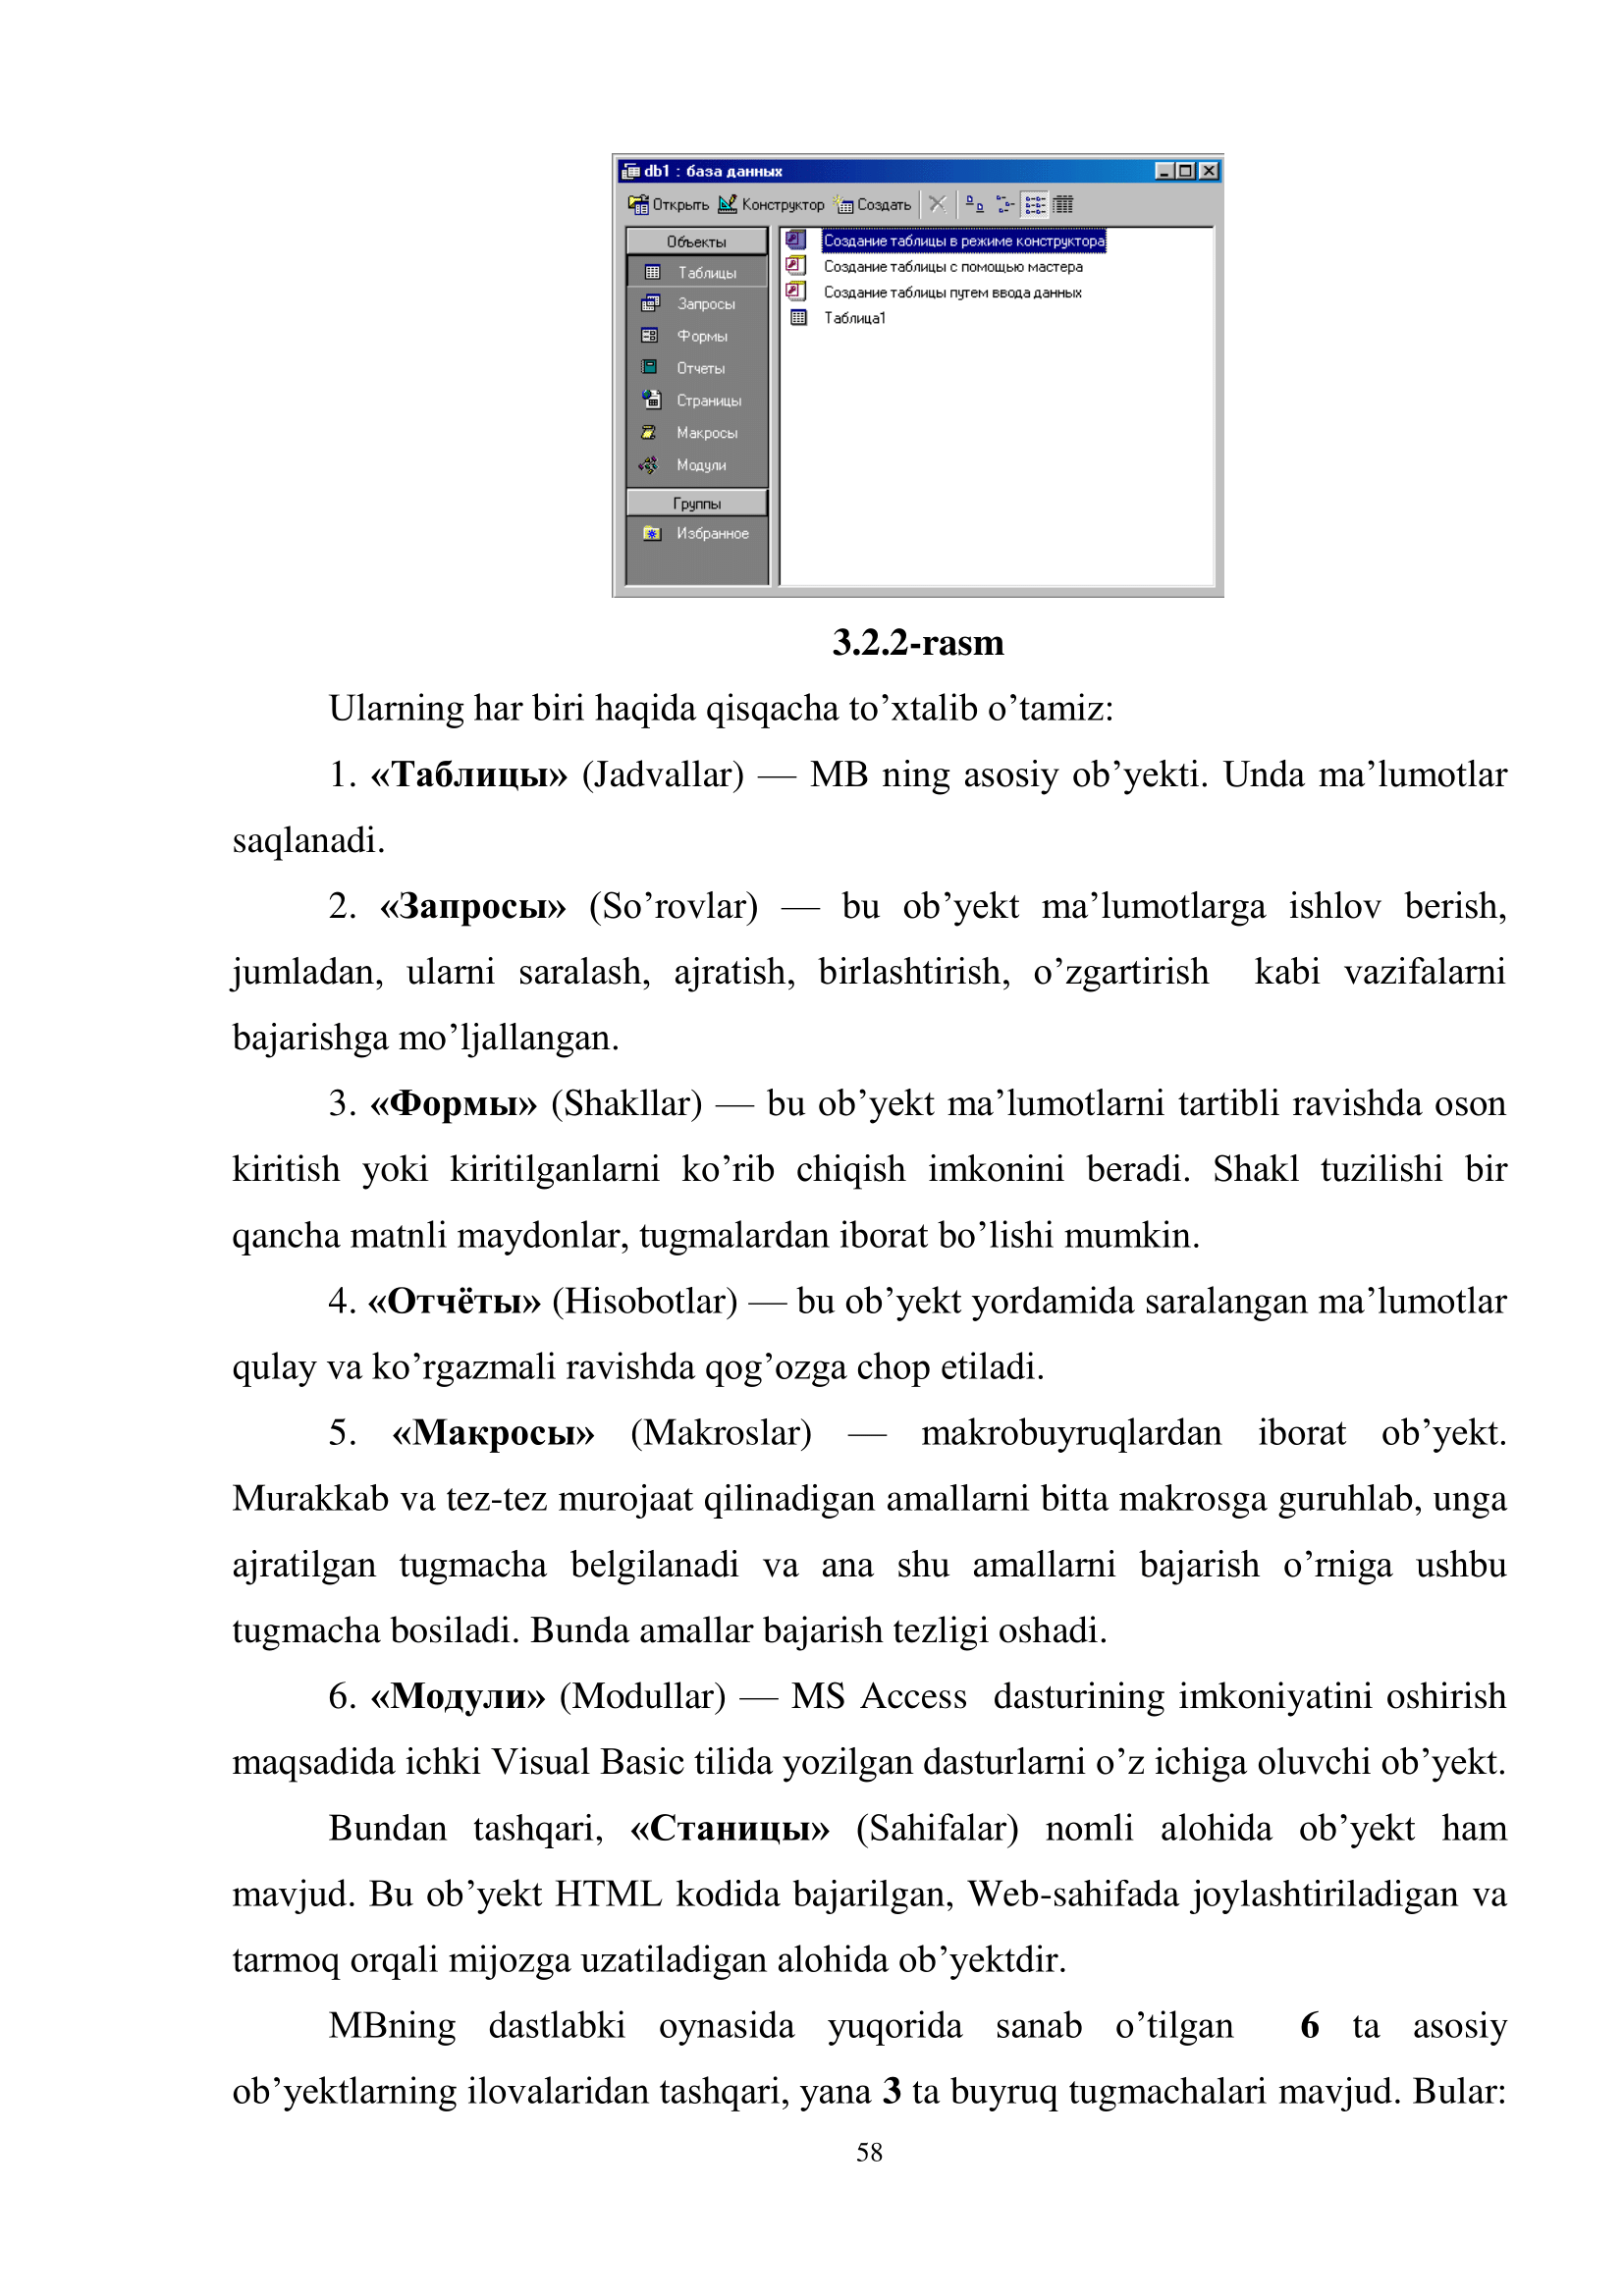 db1 : база данных
Открыть Конструктор Создать
Объекты
Таблицы
Запросы
Формы
Отчеты
Страницы
Макросы
Модули
Группы
Избранное
Создание таблицы в режиме конструктора
Создание таблицы с помощью мастера
Создание таблицы путем ввода данных
Таблица1
3.2.2-rasm
Ularning har biri haqida qisqacha to’xtalib o’tamiz:
1. «Таблицы» (Jadvallar) — MB ning asosiy ob’yekti. Unda ma’lumotlar
saqlanadi.
2. «Запросы» (So’rovlar) — bu ob’yekt ma’lumotlarga ishlov berish,
jumladan, ularni saralash, ajratish, birlashtirish, o’zgartirish kabi vazifalarni
bajarishga mo’ljallangan.
3. «Формы» (Shakllar) — bu ob’yekt ma’lumotlarni tartibli ravishda oson
kiritish yoki kiritilganlarni ko’rib chiqish imkonini beradi. Shakl tuzilishi bir
qancha matnli maydonlar, tugmalardan iborat bo’lishi mumkin.
4. «Отчёты» (Hisobotlar) — bu ob’yekt yordamida saralangan ma’lumotlar
qulay va ko’rgazmali ravishda qog’ozga chop etiladi.
5. «Макросы» (Makroslar) — makrobuyruqlardan iborat ob’yekt.
Murakkab va tez-tez murojaat qilinadigan amallarni bitta makrosga guruhlab, unga
ajratilgan tugmacha belgilanadi va ana shu amallarni bajarish o’rniga ushbu
tugmacha bosiladi. Bunda amallar bajarish tezligi oshadi.
6. «Модули» (Modullar) — MS Access dasturining imkoniyatini oshirish
maqsadida ichki Visual Basic tilida yozilgan dasturlarni o’z ichiga oluvchi ob’yekt.
Bundan tashqari, «Станицы» (Sahifalar) nomli alohida ob’yekt ham
mavjud. Bu ob’yekt HTML kodida bajarilgan, Web-sahifada joylashtiriladigan va
tarmoq orqali mijozga uzatiladigan alohida ob’yektdir.
MBning dastlabki oynasida yuqorida sanab o’tilgan 6 ta asosiy
ob’yektlarning ilovalaridan tashqari, yana 3 ta buyruq tugmachalari mavjud. Bular:
58